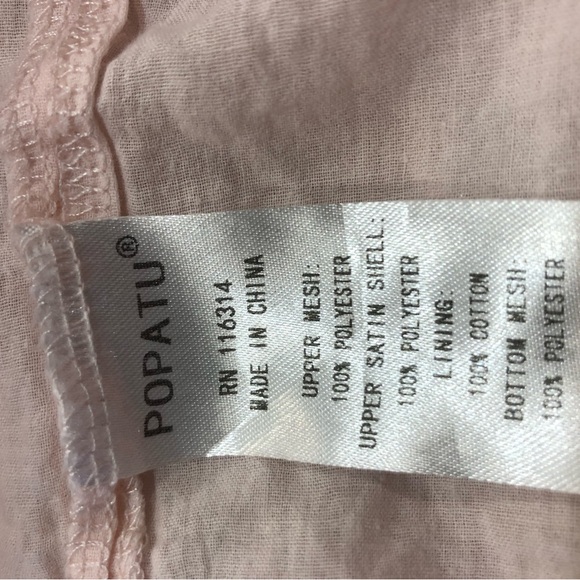 POPATU®
RN 116314
MADE IN CHINA
UPPER MESH:
100% POLYESTER
UPPER SATIN SHELL:
100% POLYESTER
LINING:
100% COTTON
BOTTOM MESH:
100% POLYESTER